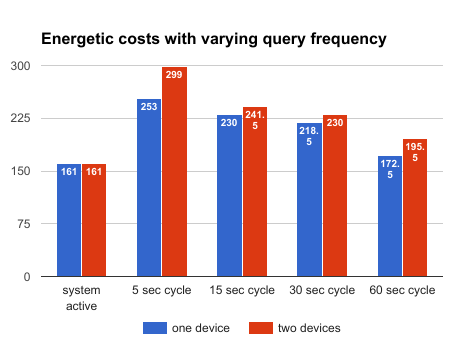 Energetic costs with varying query frequency
300
225
150
75
0
161
161
253
299
230
241.
5
218.
5
230
172.
5
195.
5
system
active
5 sec cycle
15 sec cycle
30 sec cycle
60 sec cycle
one device
two devices